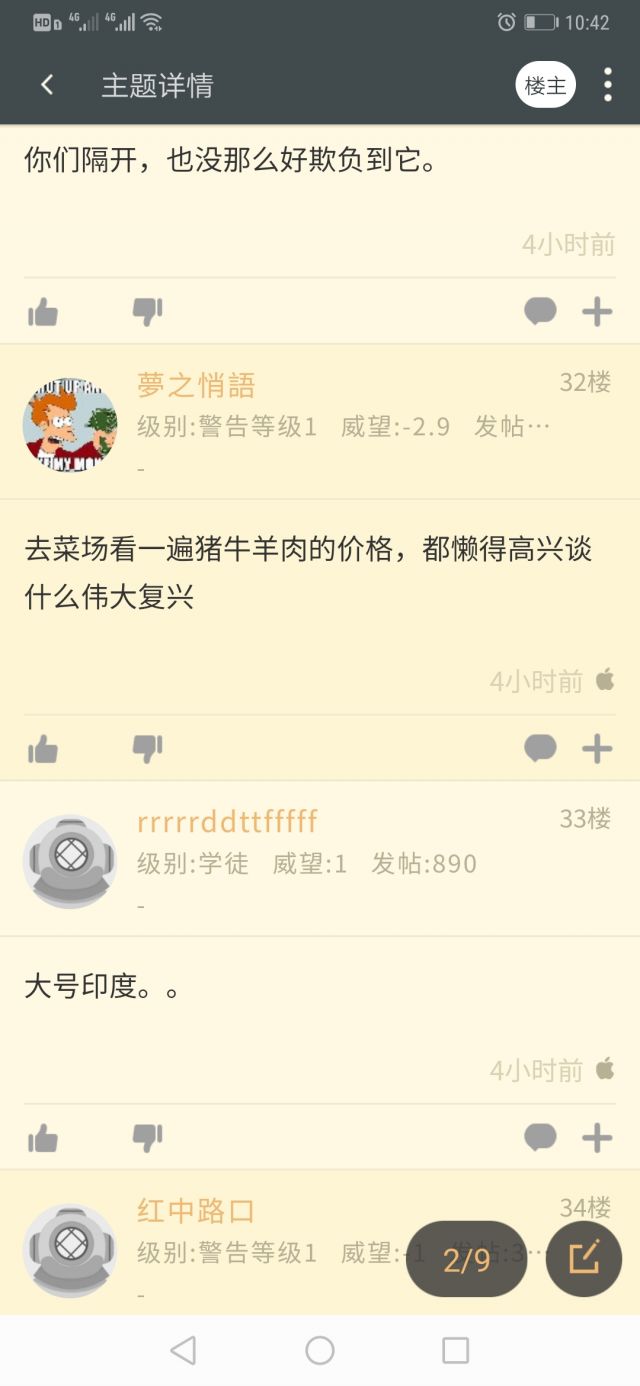 HD 4G 4G 10:42
主题详情 楼主
你们隔开，也没那么好欺负到它。
4小时前
夢之悄語 32楼
级别:警告等级1 威望:-2.9 发帖…
-
去菜场看一遍猪牛羊肉的价格，都懒得高兴谈
什么伟大复兴
4小时前
rrrrrddttfffff 33楼
级别:学徒 威望:1 发帖:890
-
大号印度。。
4小时前
红中路口 34楼
级别:警告等级1 威望:-1 发帖:3…
-
2/9